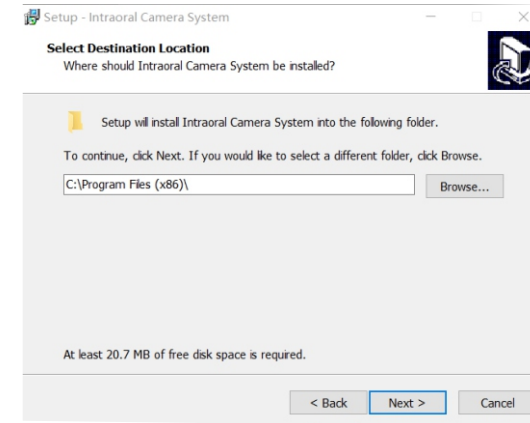 Setup - Intraoral Camera System
Select Destination Location
Where should Intraoral Camera System be installed?
Setup will install Intraoral Camera System into the following folder.
To continue, click Next. If you would like to select a different folder, click Browse.
C:\Program Files (x86)\
Browse...
At least 20.7 MB of free disk space is required.
< Back
Next >
Cancel